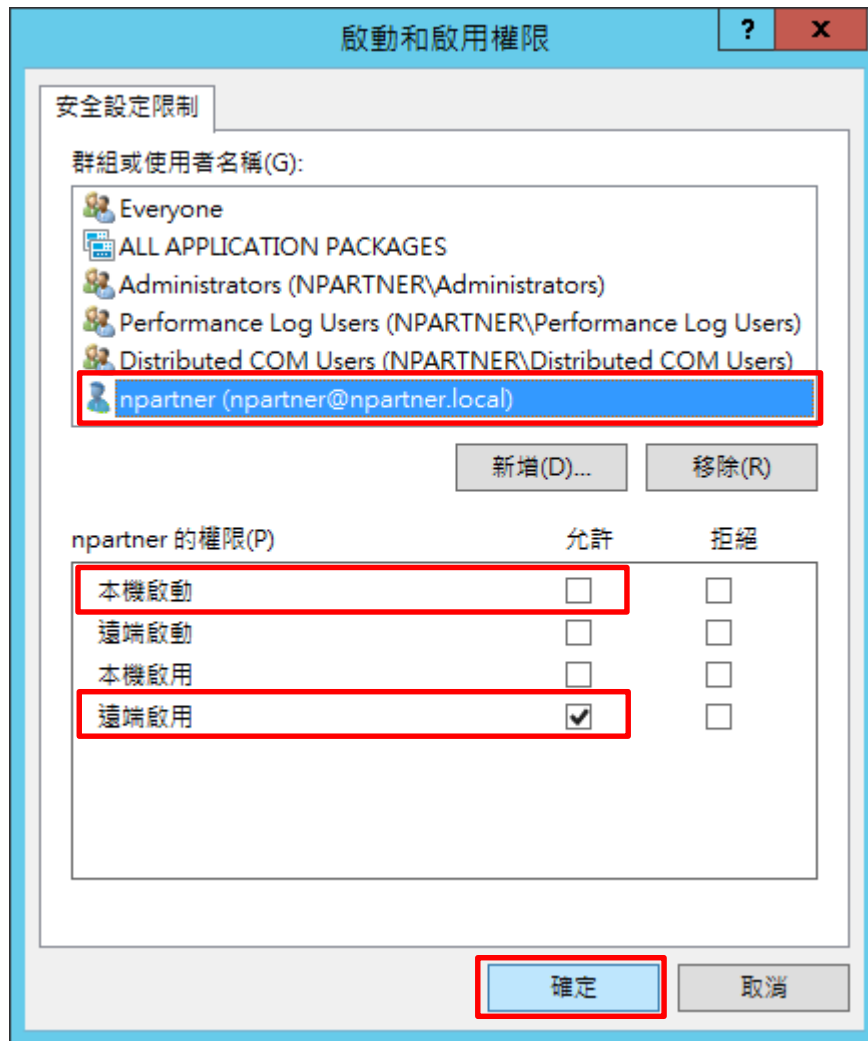 啟動和啟用權限
? x
安全設定限制
群組或使用者名稱(G):
Everyone
ALL APPLICATION PACKAGES
Administrators (NPARTNER\Administrators)
Performance Log Users (NPARTNER\Performance Log Users)
Distributed COM Users (NPARTNER\Distributed COM Users)
npartner (npartner@npartner.local)
新增(D)... 移除(R)
npartner 的權限(P) 允許 拒絕
本機啟動
遠端啟動
本機啟用
遠端啟用
確定 取消